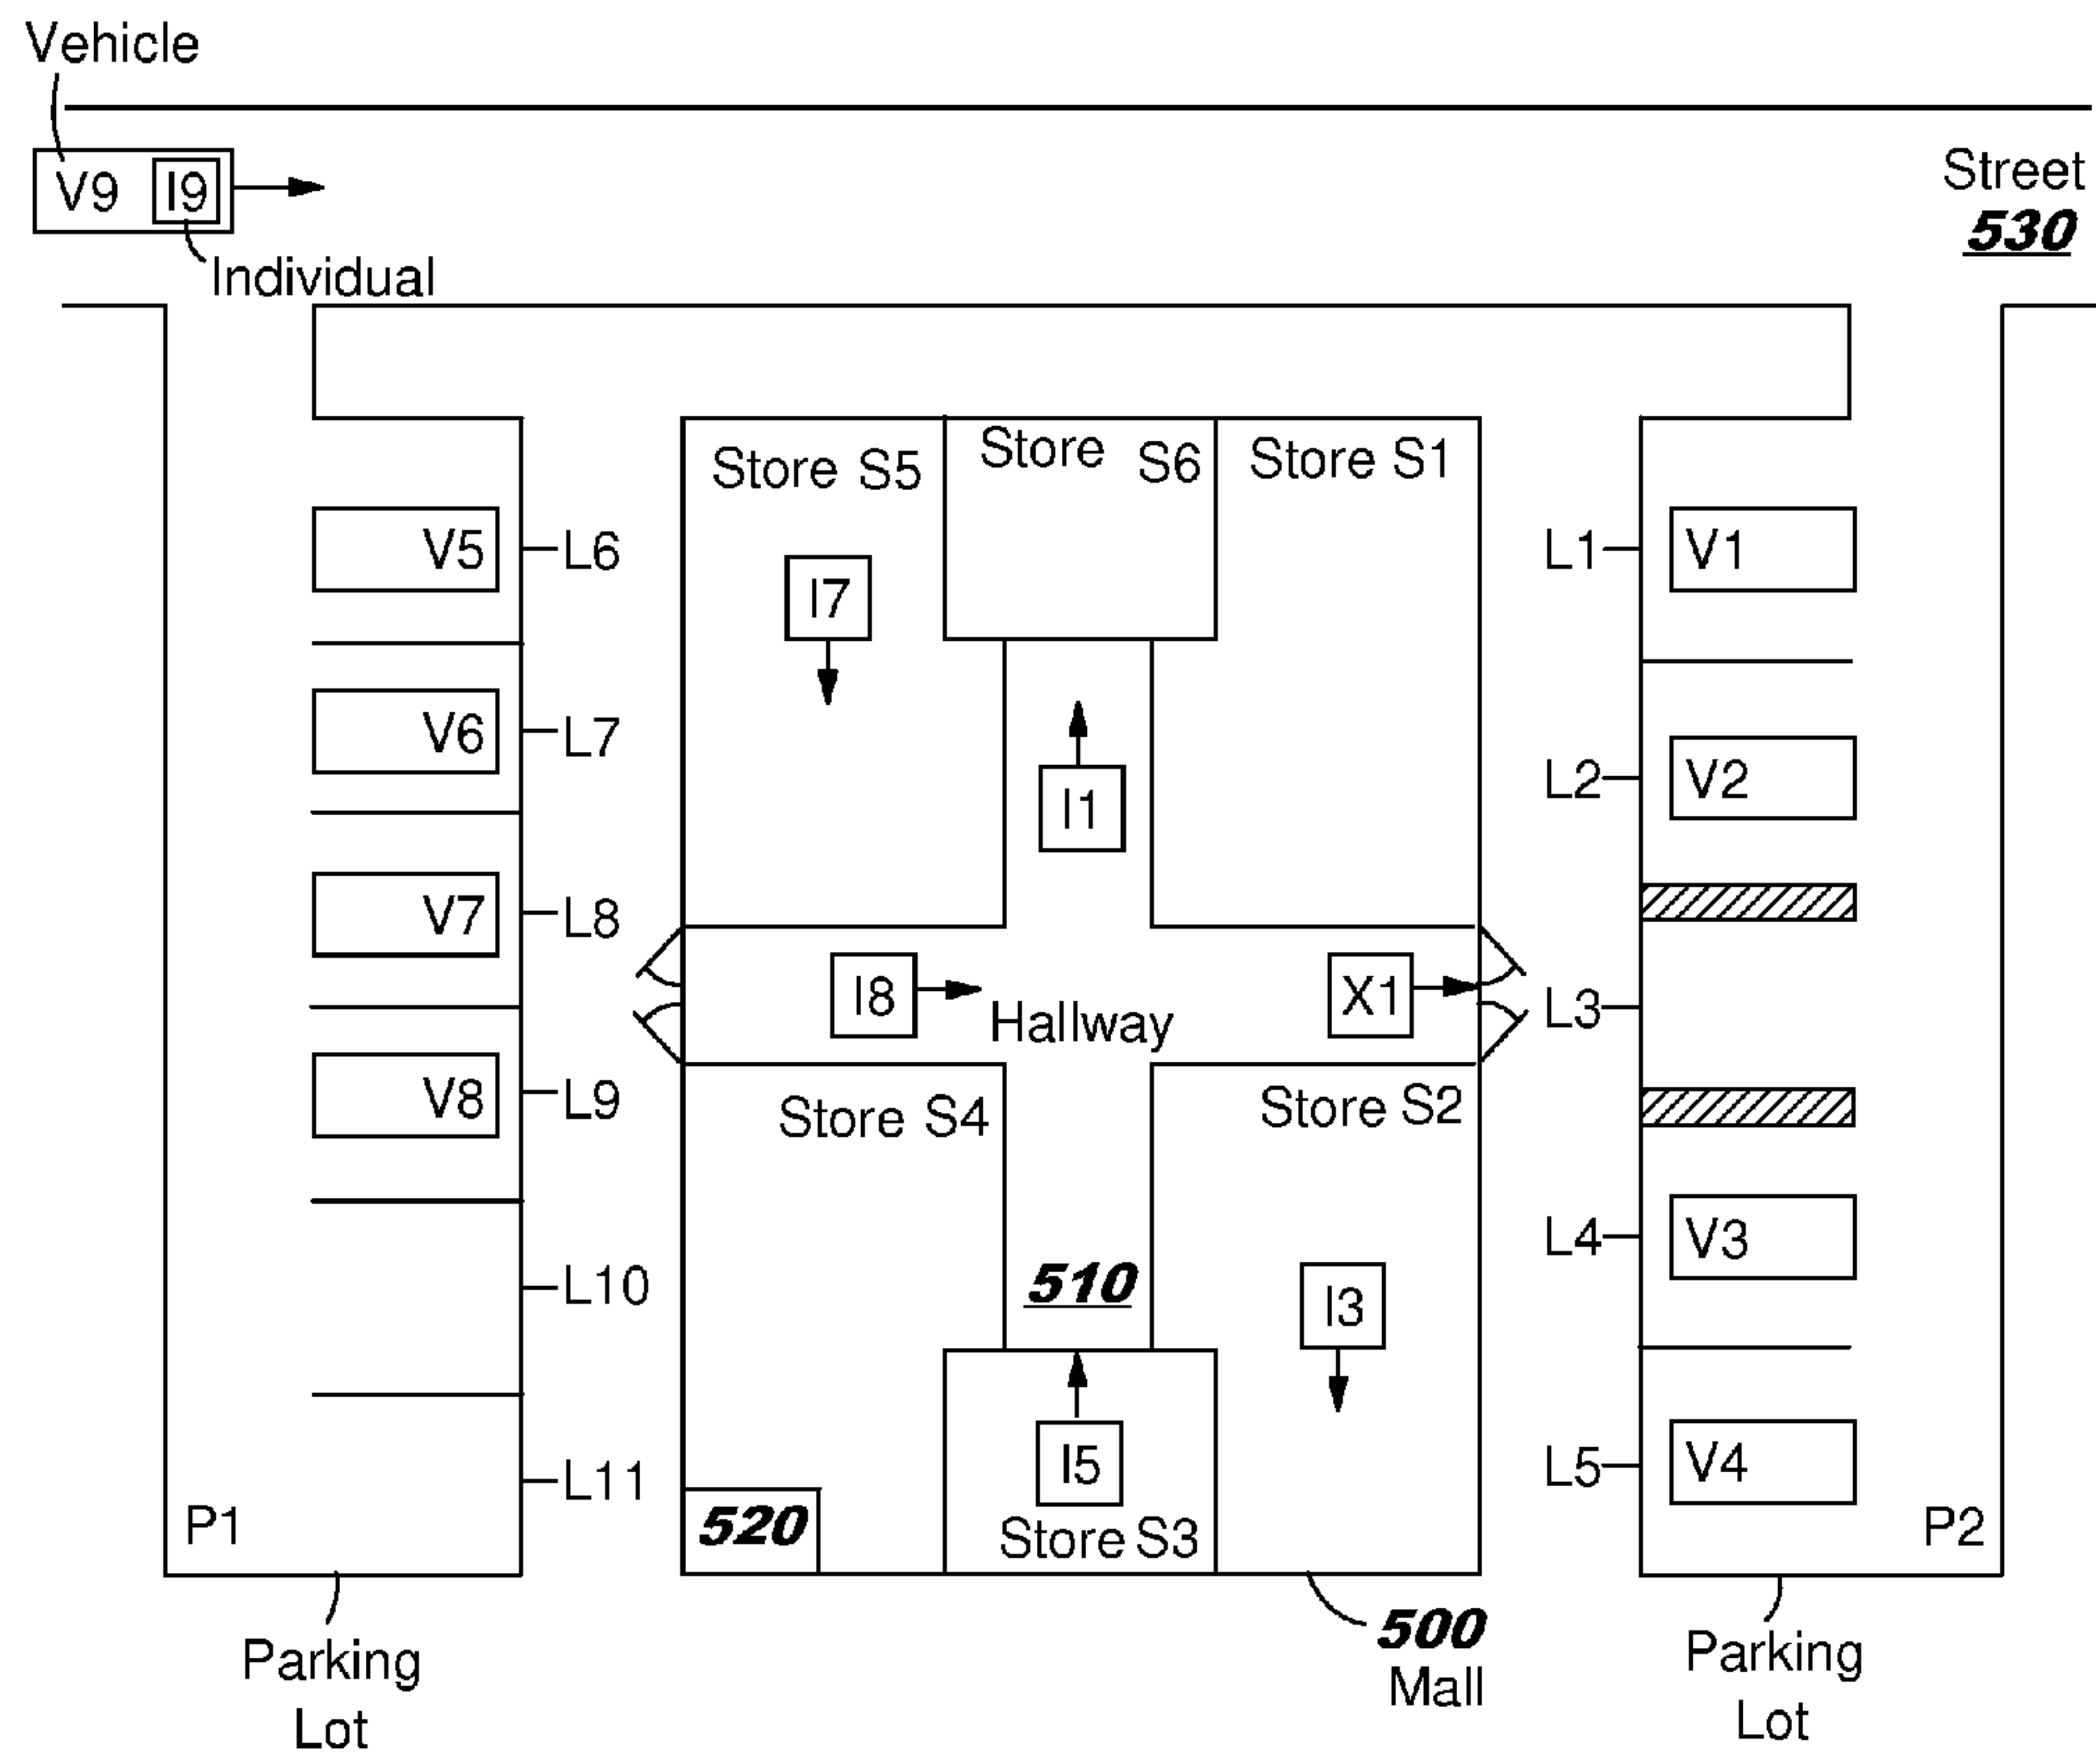 Vehicle
V9 I9
Individual
Street
530
Store S5
Store S6
Store S1
V5 L6
I7
L1 V1
V6 L7
I1
L2 V2
V7 L8
I8
Hallway
X1
L3
V8 L9
Store S4
Store S2
L10
510
I3
L4 V3
L11
I5
L5 V4
P1
520
Store S3
P2
Parking
Lot
500
Mall
Parking
Lot